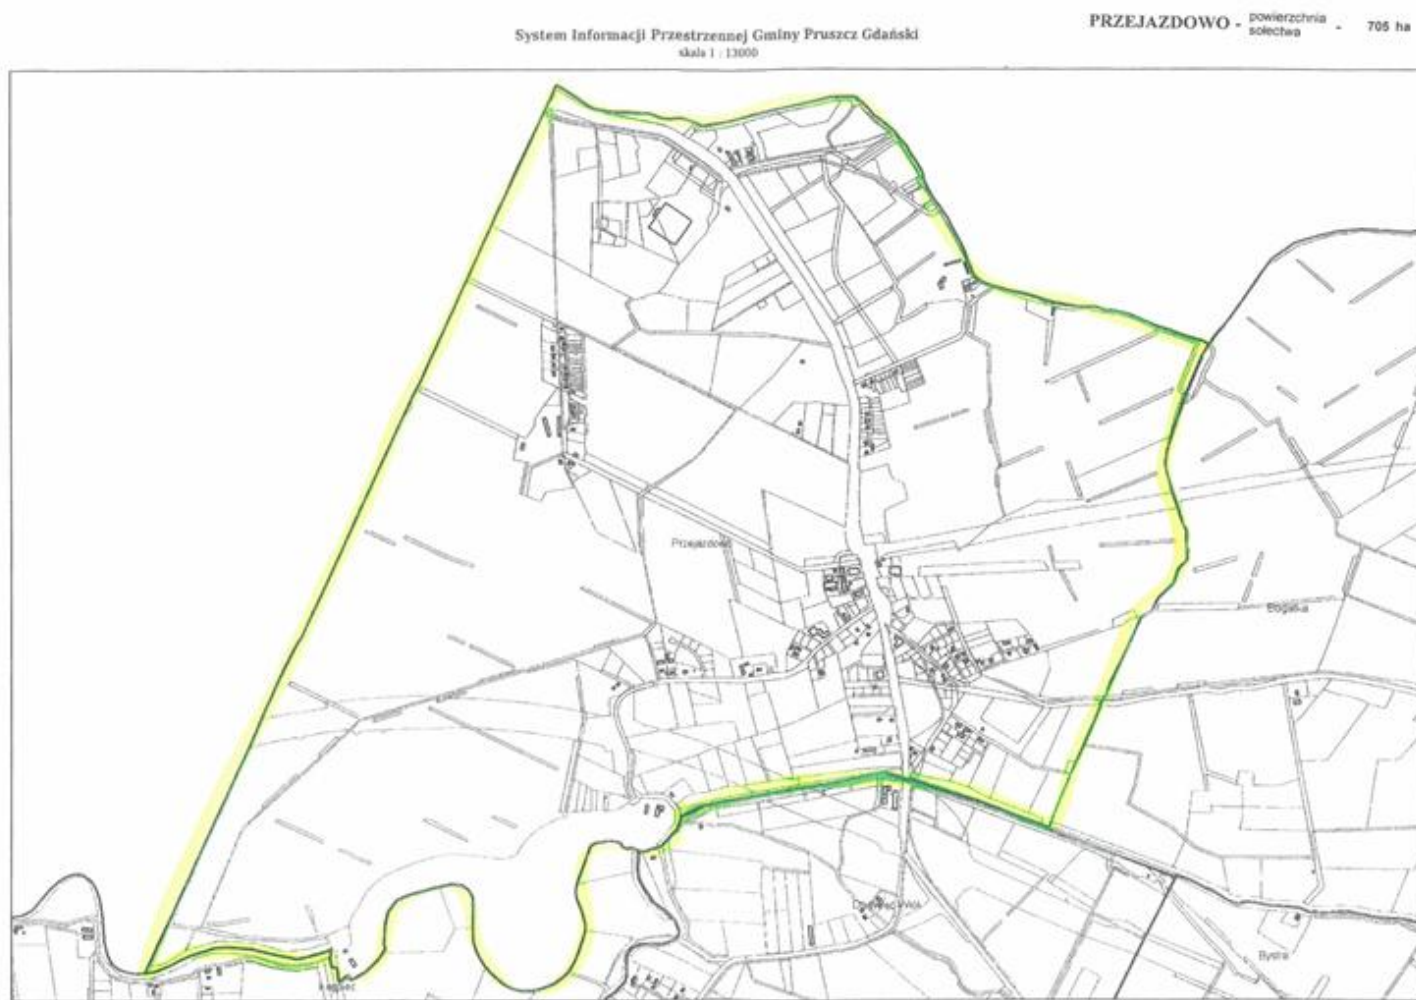 System Informacji Przestrzennej Gminy Pruszcz Gdański
skala 1 : 13000
PRZEJAZDOWO - powierzchnia sołectwa - 705 ha
Przejazdowo
Bogatka
Bystra